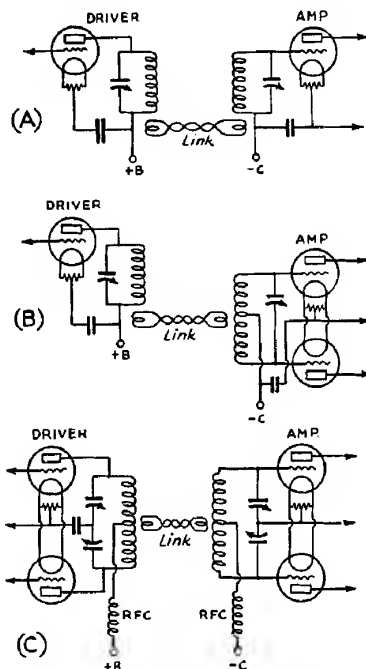 DRIVER
AMP
(A)
Link
+B
-C
DRIVER
AMP
(B)
Link
+B
-C
DRIVER
AMP.
Link
RFC
RFC
(C)
+B
-C